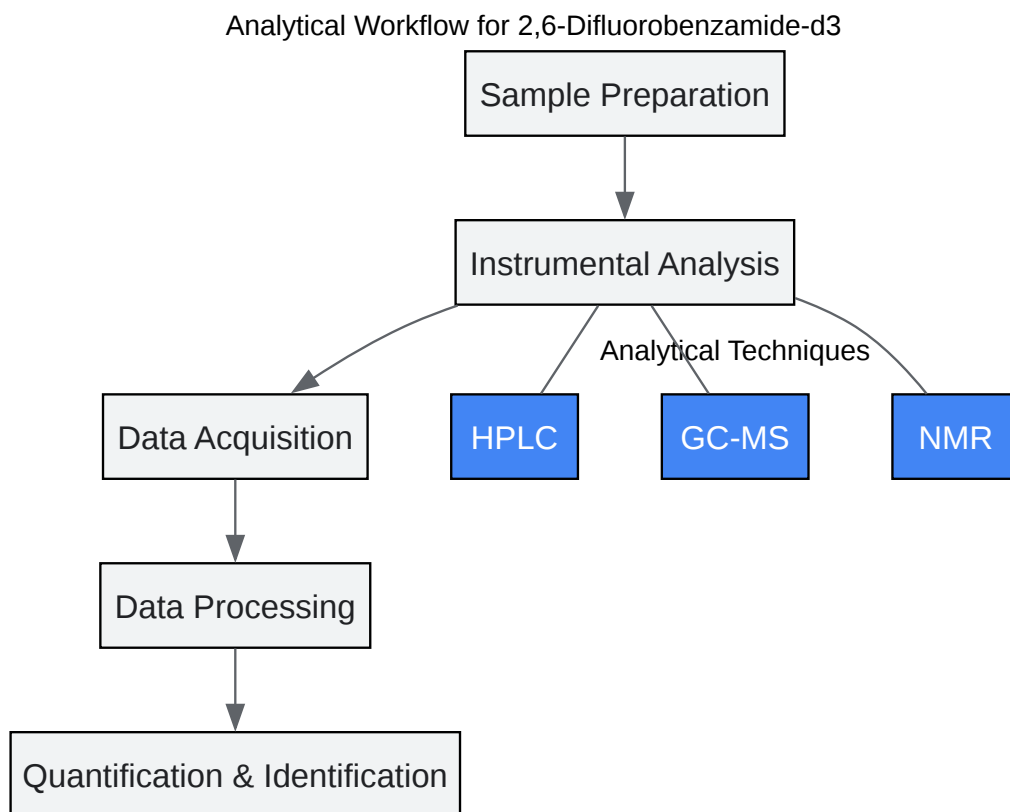 Analytical Workflow for 2,6-Difluorobenzamide-d3
Sample Preparation
Instrumental Analysis
Analytical Techniques
Data Acquisition
HPLC
GC-MS
NMR
Data Processing
Quantification & Identification